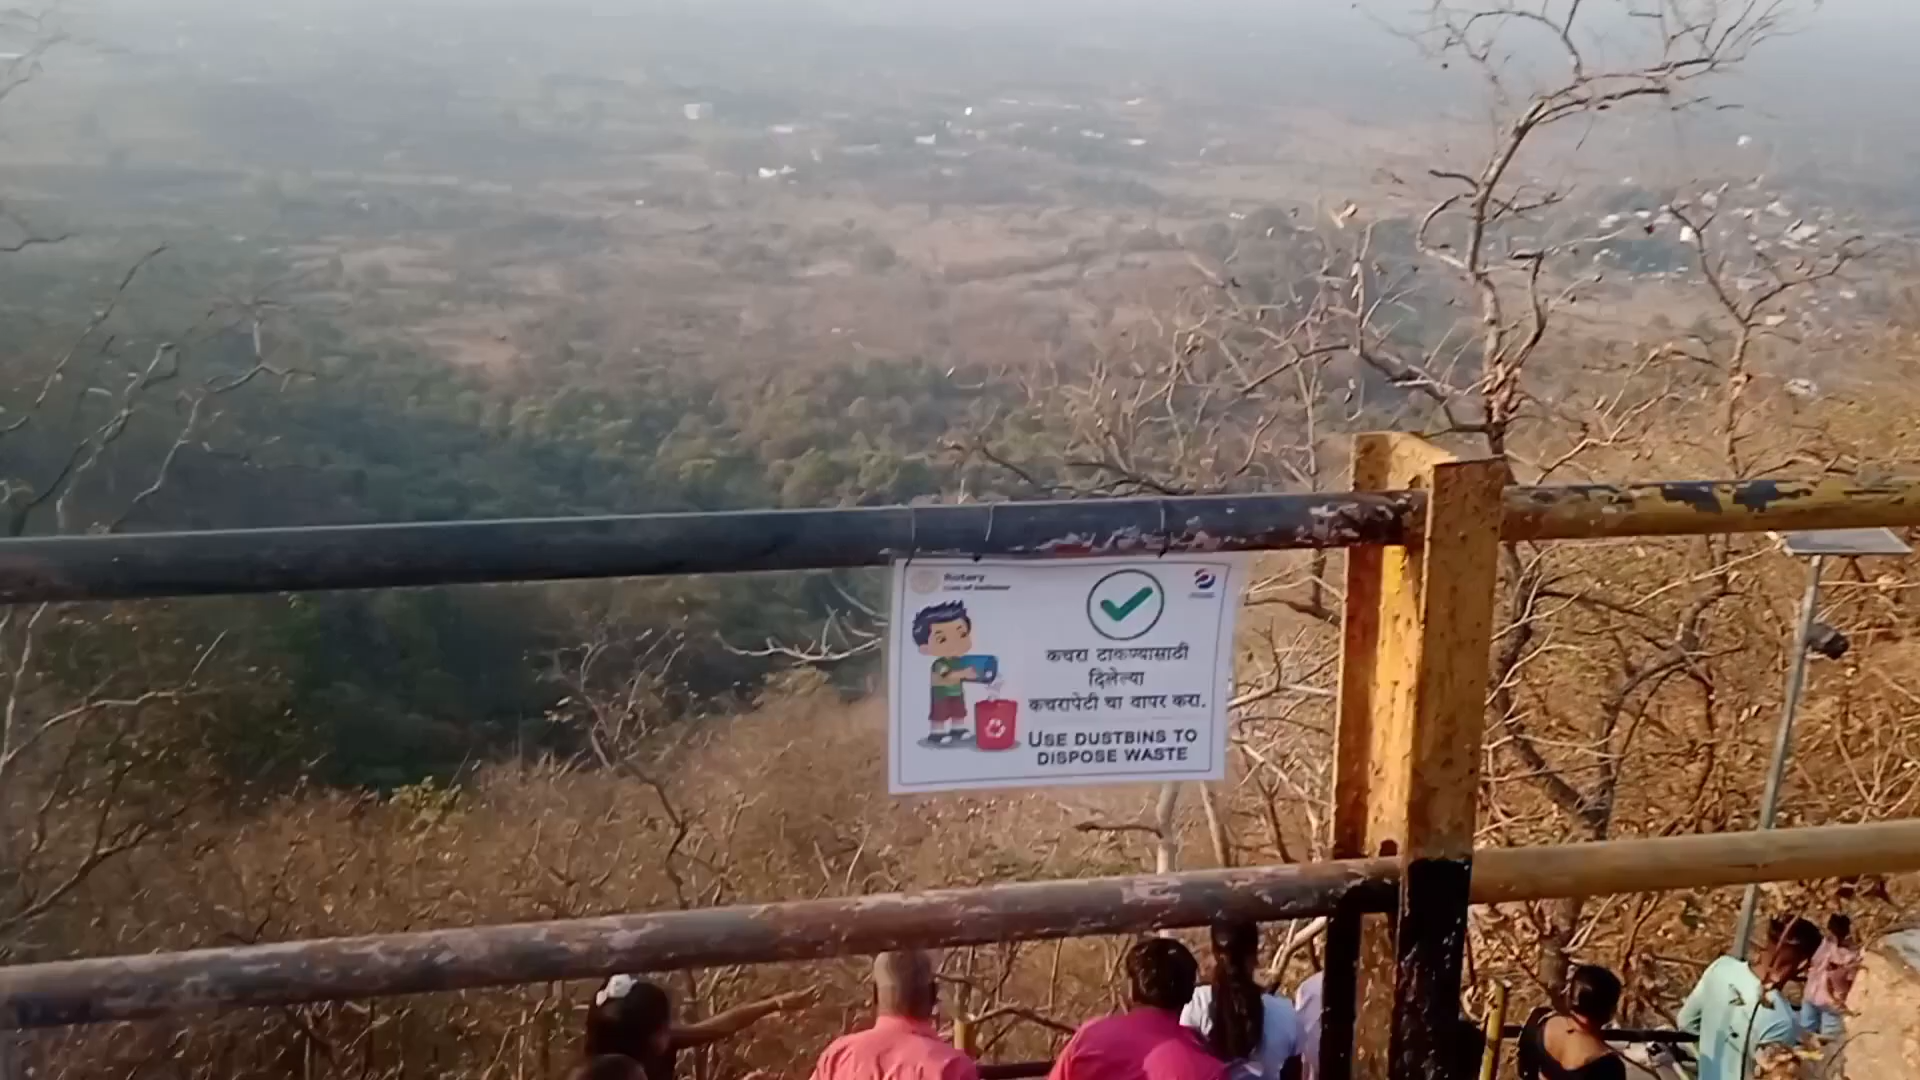 Rotary
कचरा टाकण्यासाठी
दिलेल्या
कचरापेटी चा वापर करा.
USE DUSTBINS TO
DISPOSE WASTE